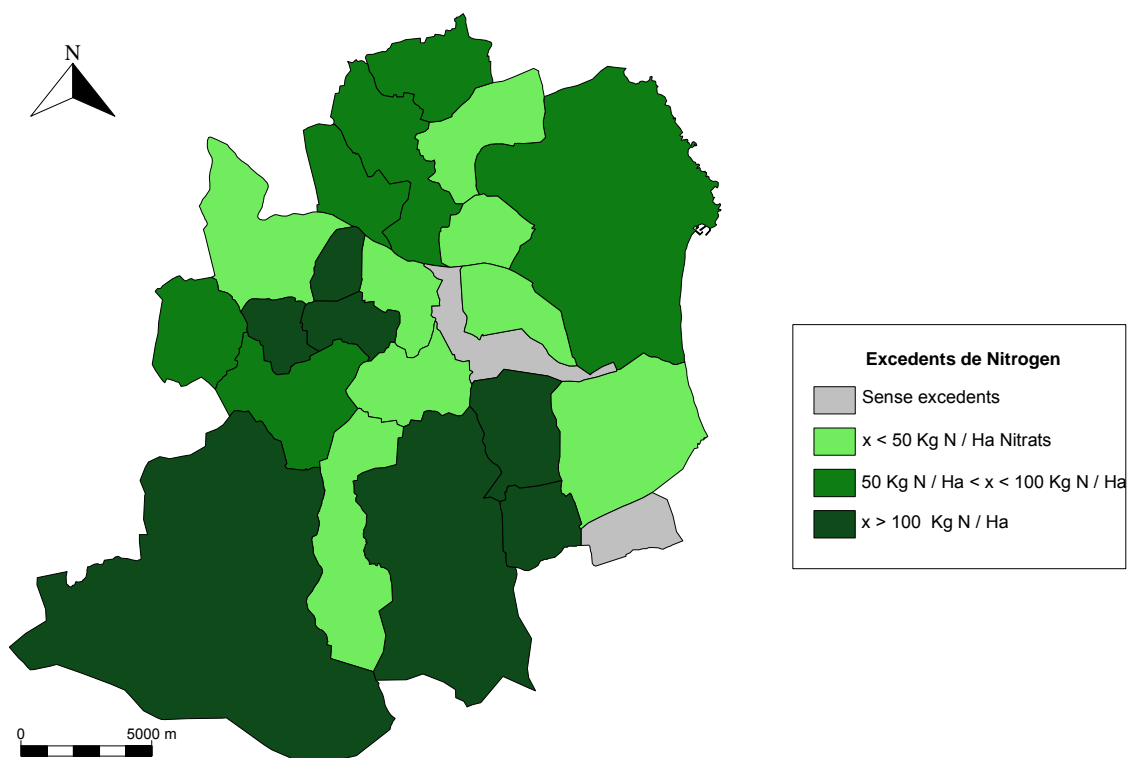 N
Excedents de Nitrogen
Sense excedents
x < 50 Kg N / Ha Nitrats
50 Kg N / Ha < x < 100 Kg N / Ha
x > 100 Kg N / Ha
0 5000 m